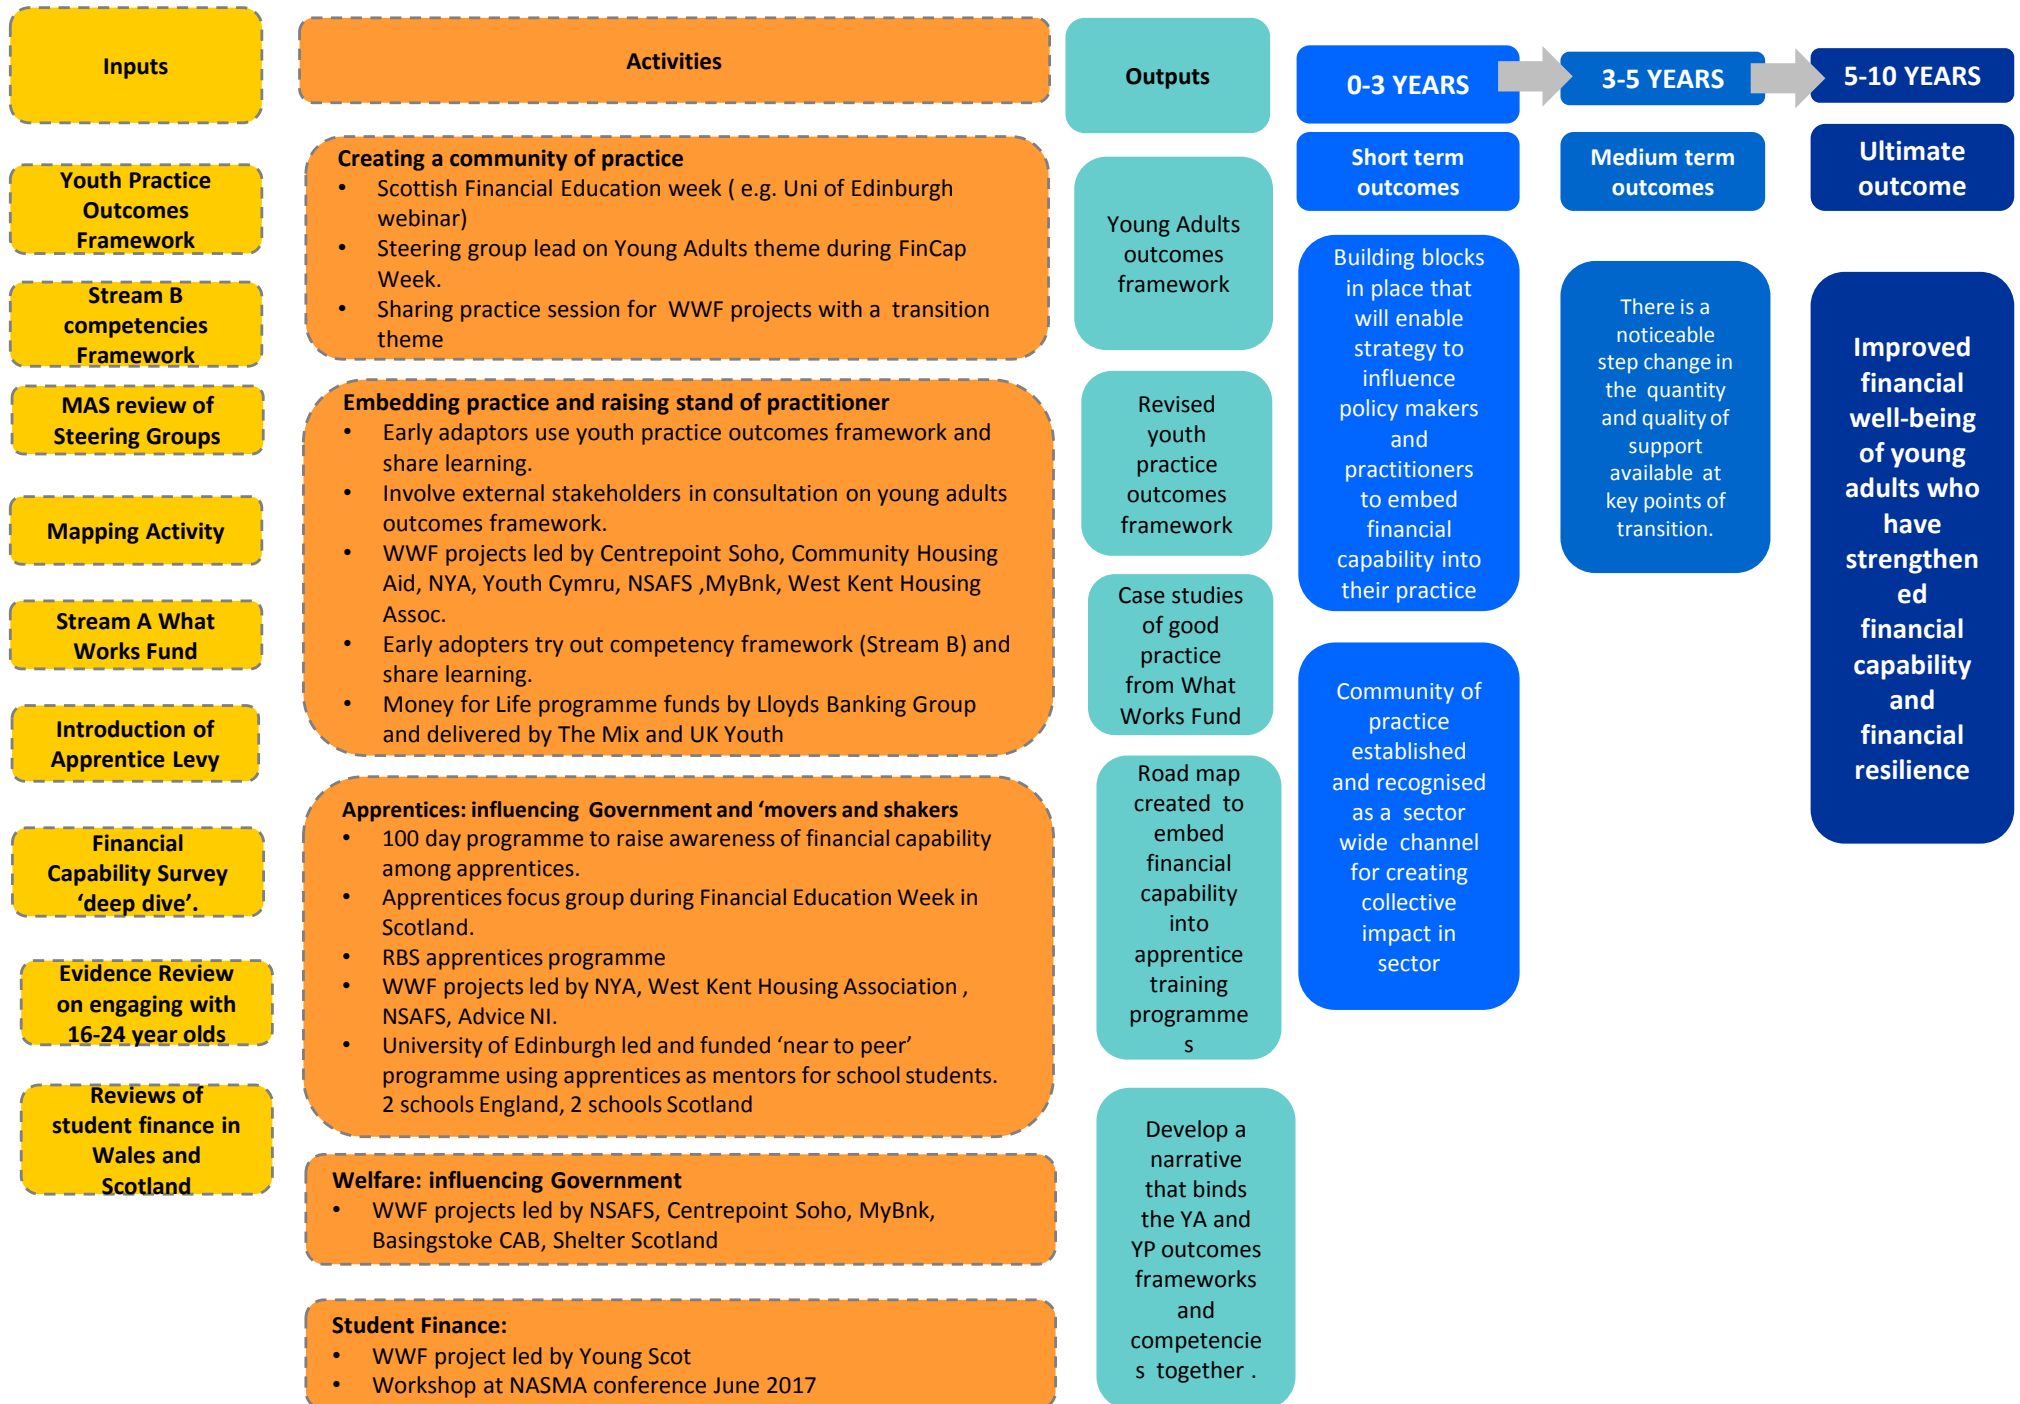 Inputs
Youth Practice
Outcomes
Framework
Stream B
competencies
Framework
MAS review of
Steering Groups
Mapping Activity
Stream A What
Works Fund
Introduction of
Apprentice Levy
Financial
Capability Survey
‘deep dive’.
Evidence Review
on engaging with
16-24 year olds
Reviews of
student finance in
Wales and
Scotland
Activities
Creating a community of practice
• Scottish Financial Education week ( e.g. Uni of Edinburgh
webinar)
• Steering group lead on Young Adults theme during FinCap
Week.
• Sharing practice session for WWF projects with a transition
theme
Embedding practice and raising stand of practitioner
• Early adaptors use youth practice outcomes framework and
share learning.
• Involve external stakeholders in consultation on young adults
outcomes framework.
• WWF projects led by Centrepoint Soho, Community Housing
Aid, NYA, Youth Cymru, NSAFS ,MyBnk, West Kent Housing
Assoc.
• Early adopters try out competency framework (Stream B) and
share learning.
• Money for Life programme funds by Lloyds Banking Group
and delivered by The Mix and UK Youth
Apprentices: influencing Government and ‘movers and shakers
• 100 day programme to raise awareness of financial capability
among apprentices.
• Apprentices focus group during Financial Education Week in
Scotland.
• RBS apprentices programme
• WWF projects led by NYA, West Kent Housing Association ,
NSAFS, Advice NI.
• University of Edinburgh led and funded ‘near to peer’
programme using apprentices as mentors for school students.
2 schools England, 2 schools Scotland
Welfare: influencing Government
• WWF projects led by NSAFS, Centrepoint Soho, MyBnk,
Basingstoke CAB, Shelter Scotland
Student Finance:
• WWF project led by Young Scot
• Workshop at NASMA conference June 2017
Outputs
Young Adults
outcomes
framework
Revised
youth
practice
outcomes
framework
Case studies
of good
practice
from What
Works Fund
Road map
created to
embed
financial
capability
into
apprentice
training
programme
s
Develop a
narrative
that binds
the YA and
YP outcomes
frameworks
and
competencie
s together .
0-3 YEARS
Short term
outcomes
Building blocks
in place that
will enable
strategy to
influence
policy makers
and
practitioners
to embed
financial
capability into
their practice
Community of
practice
established
and recognised
as a sector
wide channel
for creating
collective
impact in
sector
3-5 YEARS
Medium term
outcomes
There is a
noticeable
step change in
the quantity
and quality of
support
available at
key points of
transition.
5-10 YEARS
Ultimate
outcome
Improved
financial
well-being
of young
adults who
have
strengthen
ed
financial
capability
and
financial
resilience